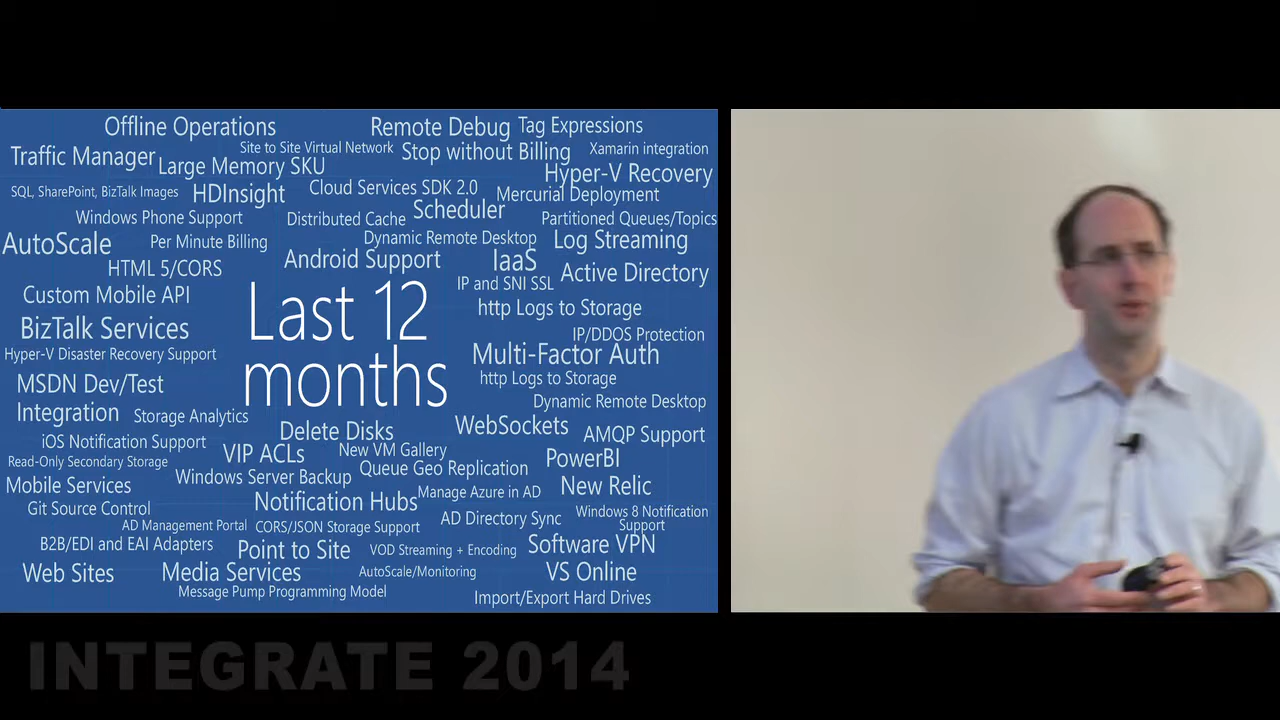 Offline Operations
Remote Debug
Tag Expressions
Site to Site Virtual Network
Stop without Billing
Xamarin integration
Traffic Manager
Large Memory SKU
Hyper-V Recovery
SQL, SharePoint, BizTalk Images
HDInsight
Cloud Services SDK 2.0
Mercurial Deployment
Windows Phone Support
Distributed Cache
Scheduler
Partitioned Queues/Topics
AutoScale
Per Minute Billing
Dynamic Remote Desktop
Log Streaming
HTML 5/CORS
Android Support
IaaS
Active Directory
Custom Mobile API
IP and SNI SSL
http Logs to Storage
Last 12
months
BizTalk Services
IP/DDOS Protection
Hyper-V Disaster Recovery Support
Multi-Factor Auth
MSDN Dev/Test
http Logs to Storage
Integration
Storage Analytics
Dynamic Remote Desktop
Delete Disks
WebSockets
AMQP Support
iOS Notification Support
VIP ACLs
New VM Gallery
PowerBI
Read-Only Secondary Storage
Windows Server Backup
Queue Geo Replication
Mobile Services
Notification Hubs
Manage Azure in AD
New Relic
Git Source Control
AD Management Portal
CORS/JSON Storage Support
AD Directory Sync
Windows 8 Notification
Support
B2B/EDI and EAI Adapters
Point to Site
VOD Streaming + Encoding
Software VPN
Web Sites
Media Services
AutoScale/Monitoring
VS Online
Message Pump Programming Model
Import/Export Hard Drives
INTEGRATE 2014